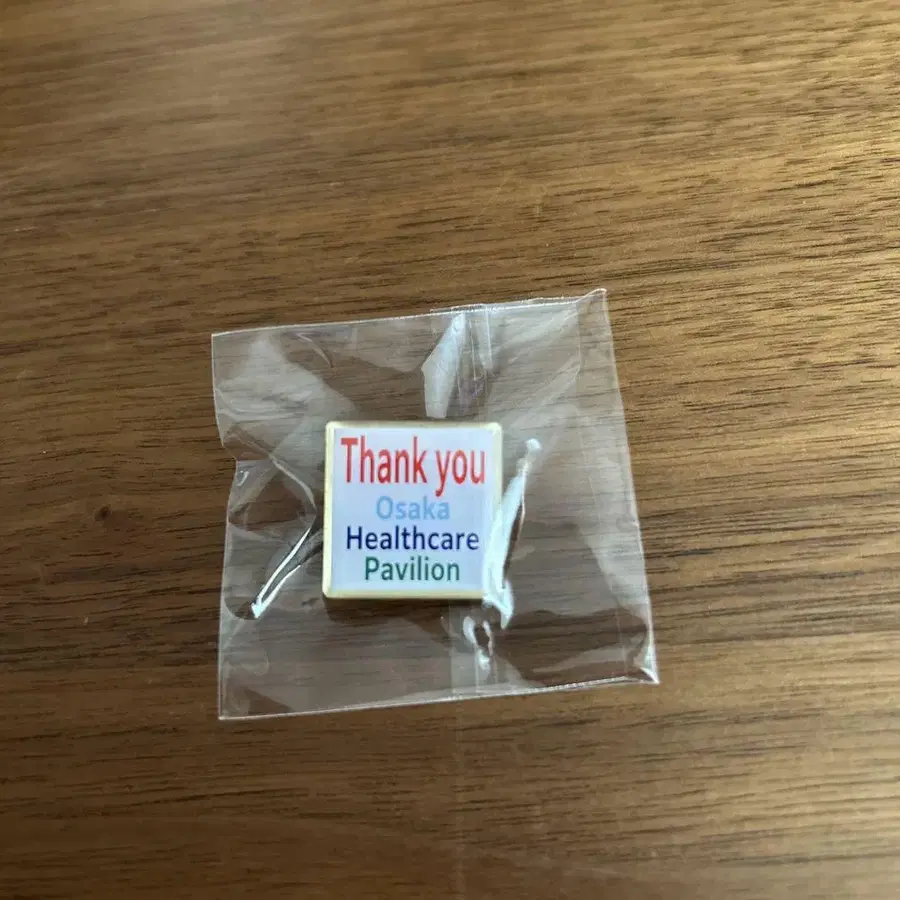 Thank you
Osaka
Healthcare
Pavilion